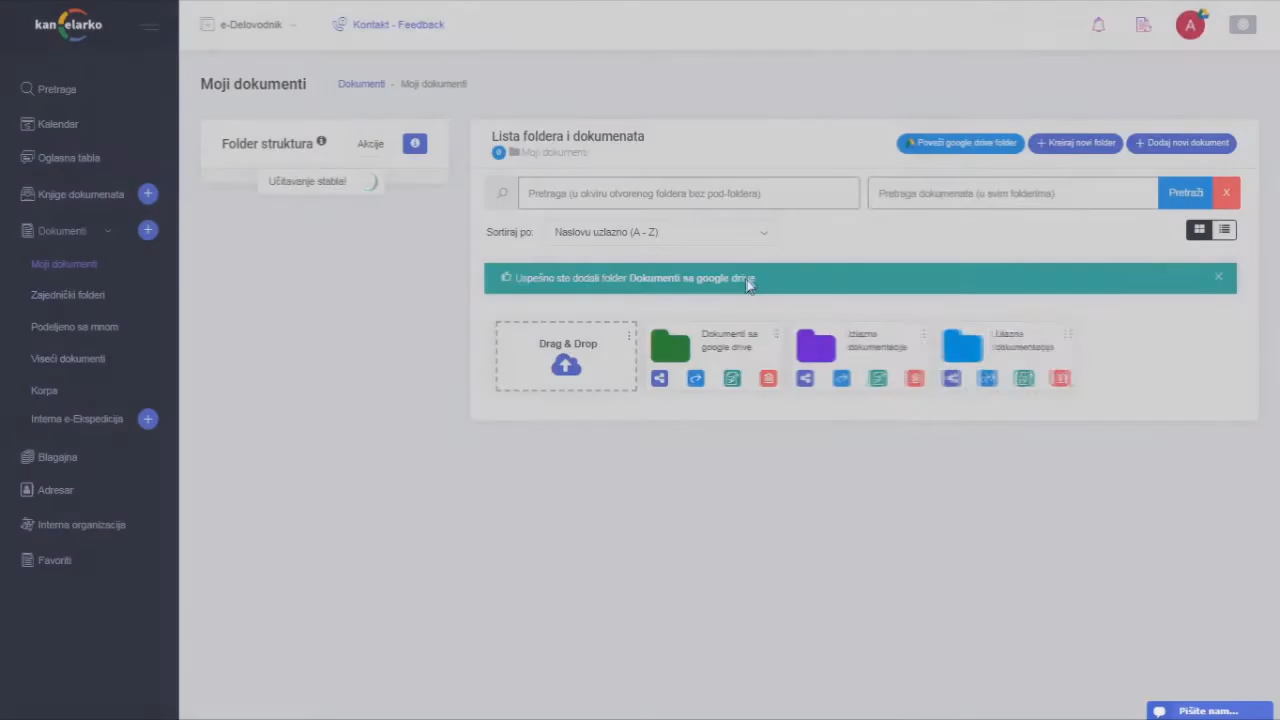 kancelarko
e-Delovodnik
Kontakt - Feedback
A
Pretraga
Kalendar
Oglasna tabla
Knjige dokumenata
Dokumenti
Moji dokumenti
Zajednički folderi
Podeljeno sa mnom
Viseći dokumenti
Korpa
Interna e-Ekspedicija
Blagajna
Adresar
Interna organizacija
Favoriti
Moji dokumenti
Dokumenti - Moji dokumenti
Folder struktura
Akcije
Učitavanje stabla!
Lista foldera i dokumenata
Moji dokumenti
Poveži google drive folder
+ Kreiraj novi folder
+ Dodaj novi dokument
Pretraga (u okviru otvorenog foldera bez pod-foldera)
Pretraga dokumenata (u svim folderima)
Pretraži
X
Sortiraj po:
Naslovu uzlazno (A - Z)
Uspešno ste dodali folder Dokumenti sa google drive
Drag & Drop
Dokumenti sa
google drive
Izlazna
dokumentacija
Ulazna
dokumentacija
Pišite nam...